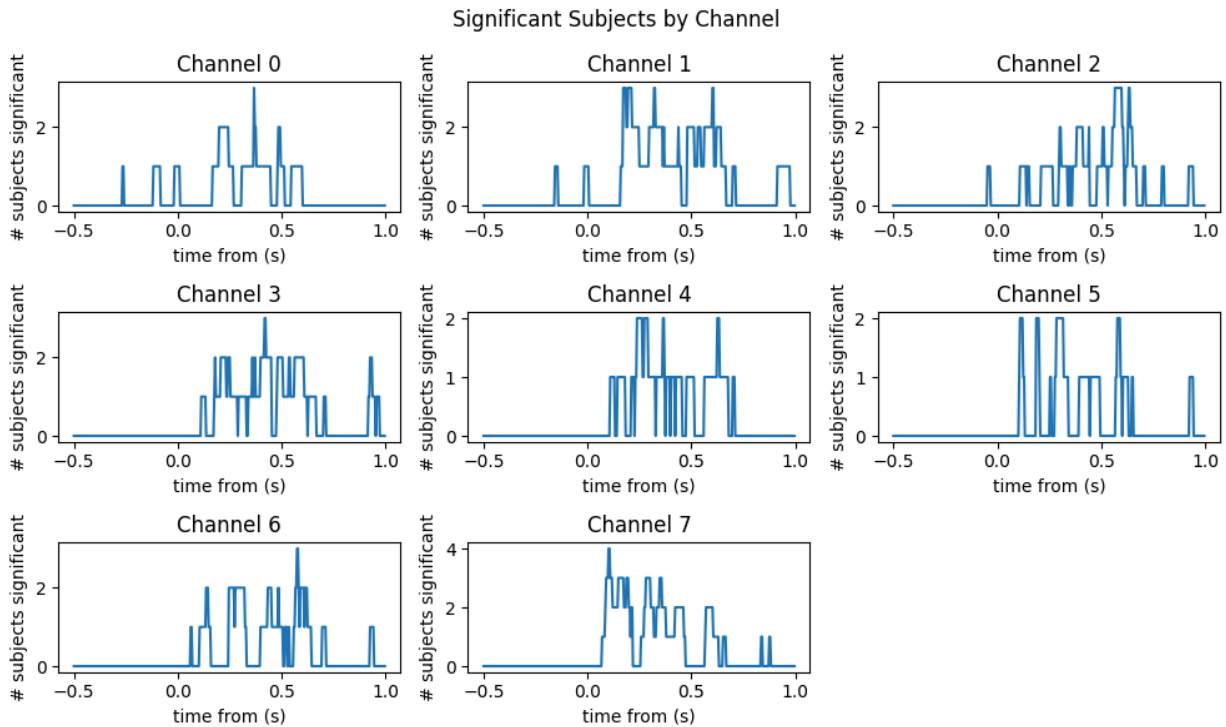 Significant Subjects by Channel
Channel 0
# subjects significant
2
0
−0.5 0.0 0.5 1.0
time from (s)
Channel 1
# subjects significant
2
0
−0.5 0.0 0.5 1.0
time from (s)
Channel 2
# subjects significant
2
0
−0.5 0.0 0.5 1.0
time from (s)
Channel 3
# subjects significant
2
0
−0.5 0.0 0.5 1.0
time from (s)
Channel 4
# subjects significant
2
1
0
−0.5 0.0 0.5 1.0
time from (s)
Channel 5
# subjects significant
2
1
0
−0.5 0.0 0.5 1.0
time from (s)
Channel 6
# subjects significant
2
0
−0.5 0.0 0.5 1.0
time from (s)
Channel 7
# subjects significant
4
2
0
−0.5 0.0 0.5 1.0
time from (s)